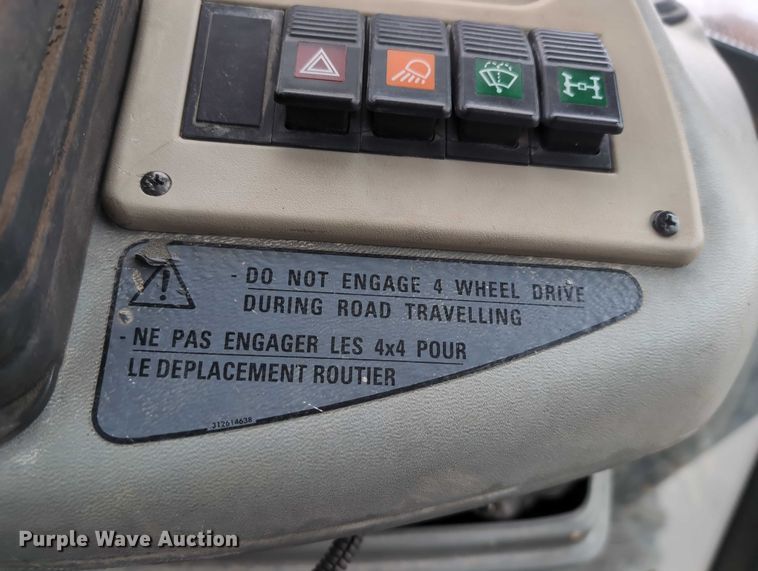 - DO NOT ENGAGE 4 WHEEL DRIVE
DURING ROAD TRAVELLING
- NE PAS ENGAGER LES 4x4 POUR
LE DEPLACEMENT ROUTIER
312614638
Purple Wave Auction